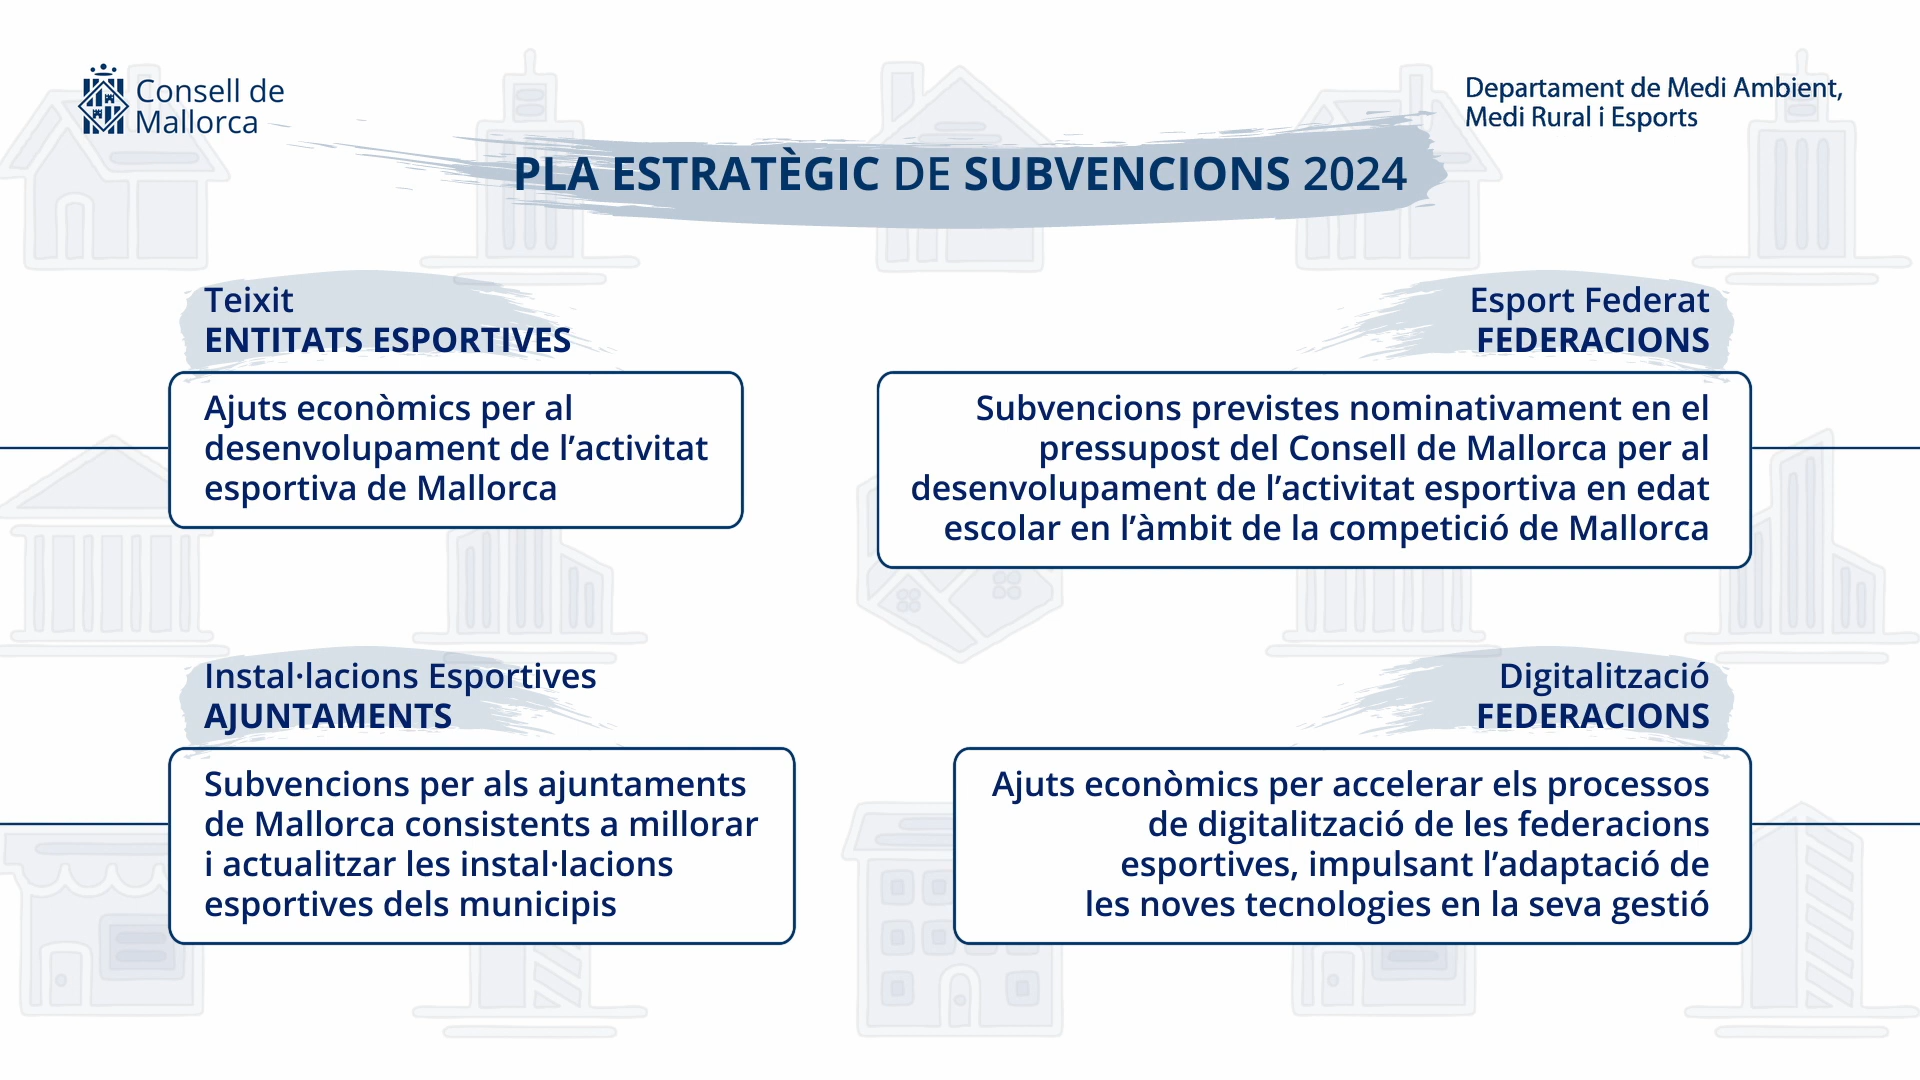 Consell de
Mallorca
Departament de Medi Ambient,
Medi Rural i Esports
PLA ESTRATÈGIC DE SUBVENCIONS 2024
Teixit
ENTITATS ESPORTIVES
Ajuts econòmics per al
desenvolupament de l’activitat
esportiva de Mallorca
Esport Federat
FEDERACIONS
Subvencions previstes nominativament en el
pressupost del Consell de Mallorca per al
desenvolupament de l’activitat esportiva en edat
escolar en l’àmbit de la competició de Mallorca
Instal·lacions Esportives
AJUNTAMENTS
Subvencions per als ajuntaments
de Mallorca consistents a millorar
i actualitzar les instal·lacions
esportives dels municipis
Digitalització
FEDERACIONS
Ajuts econòmics per accelerar els processos
de digitalització de les federacions
esportives, impulsant l’adaptació de
les noves tecnologies en la seva gestió